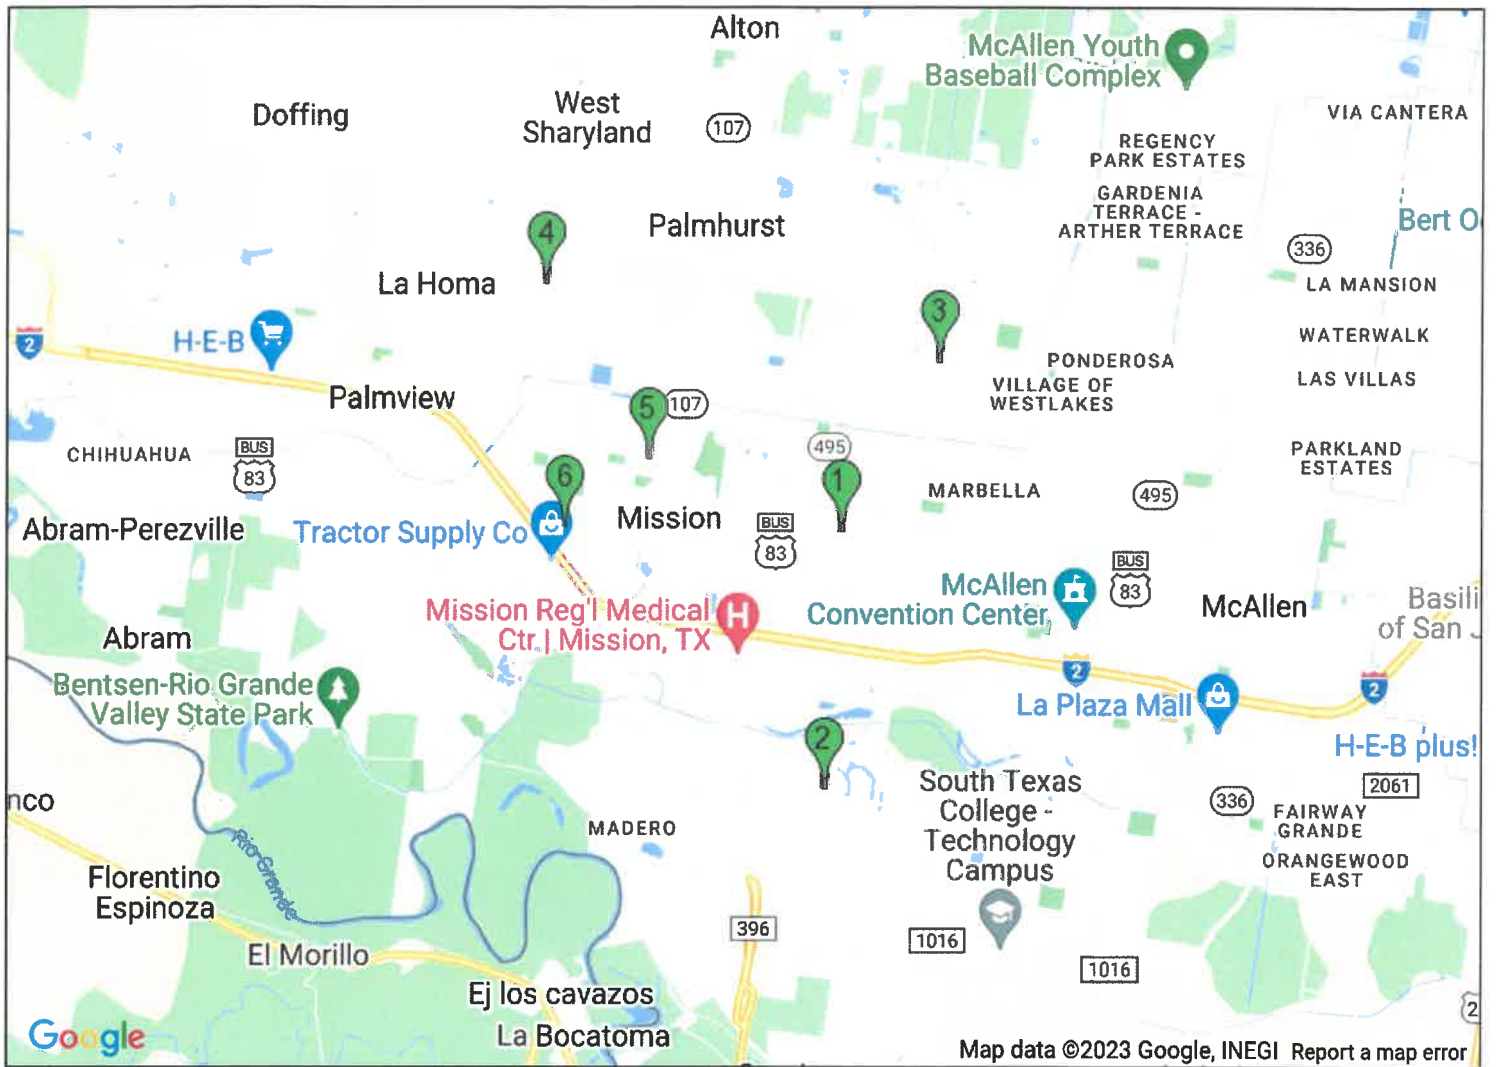 Alton
McAllen Youth
Baseball Complex
Doffing
West
Sharyland
107
VIA CANTERA
REGENCY
PARK ESTATES
GARDENIA
TERRACE -
ARTHER TERRACE
4
Palmhurst
Bert O
336
La Homa
LA MANSION
3
2
H-E-B
WATERWALK
PONDEROSA
VILLAGE OF
WESTLAKES
LAS VILLAS
Palmview
5
107
CHIHUAHUA
BUS
83
495
PARKLAND
ESTATES
6
1
MARBELLA
495
Abram-Perezville
Tractor Supply Co
Mission
BUS
83
McAllen
Convention Center
BUS
83
McAllen
Basili
of San J
Mission Reg'l Medical
Ctr | Mission, TX
H
Abram
2
2
Bentsen-Rio Grande
Valley State Park
La Plaza Mall
2
H-E-B plus!
South Texas
College -
Technology
Campus
2061
336
FAIRWAY
GRANDE
nco
MADERO
Rio Grande
ORANGEWOOD
EAST
Florentino
Espinoza
396
1016
El Morillo
1016
Ej los cavazos
2
La Bocatoma
Google
Map data ©2023 Google, INEGI Report a map error